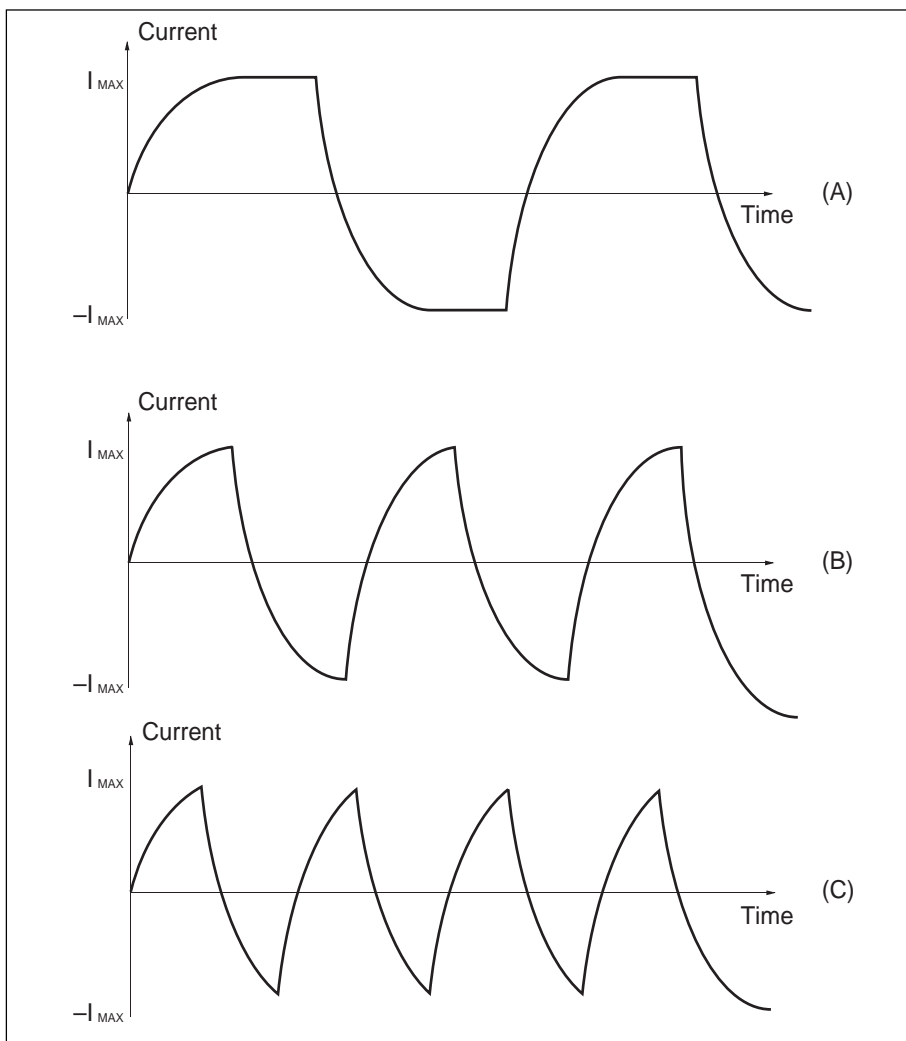 Current
I MAX
Time
(A)
–I MAX
Current
I MAX
Time
(B)
–I MAX
Current
I MAX
Time
(C)
–I MAX